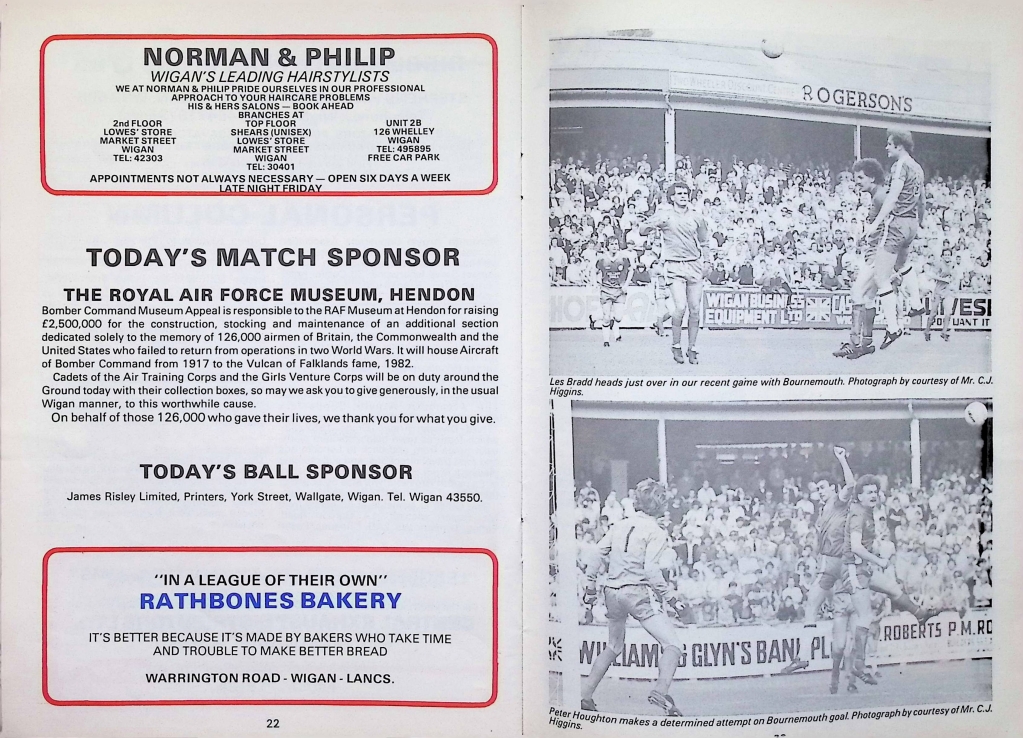 NORMAN & PHILIP
WIGAN'S LEADING HAIRSTYLISTS
WE AT NORMAN & PHILIP PRIDE OURSELVES IN OUR PROFESSIONAL
APPROACH TO YOUR HAIRCARE PROBLEMS
HIS & HERS SALONS — BOOK AHEAD
BRANCHES AT
2nd FLOOR
LOWES' STORE
MARKET STREET
WIGAN
TEL: 42303
TOP FLOOR
SHEARS (UNISEX)
LOWES' STORE
MARKET STREET
WIGAN
TEL: 30401
UNIT 2B
126 WHELLEY
WIGAN
TEL: 495895
FREE CAR PARK
APPOINTMENTS NOT ALWAYS NECESSARY — OPEN SIX DAYS A WEEK
LATE NIGHT FRIDAY
TODAY'S MATCH SPONSOR
THE ROYAL AIR FORCE MUSEUM, HENDON
Bomber Command Museum Appeal is responsible to the RAF Museum at Hendon for raising
£2,500,000 for the construction, stocking and maintenance of an additional section
dedicated solely to the memory of 126,000 airmen of Britain, the Commonwealth and the
United States who failed to return from operations in two World Wars. It will house Aircraft
of Bomber Command from 1917 to the Vulcan of Falklands fame, 1982.
Cadets of the Air Training Corps and the Girls Venture Corps will be on duty around the
Ground today with their collection boxes, so may we ask you to give generously, in the usual
Wigan manner, to this worthwhile cause.
On behalf of those 126,000 who gave their lives, we thank you for what you give.
TODAY'S BALL SPONSOR
James Risley Limited, Printers, York Street, Wallgate, Wigan. Tel. Wigan 43550.
"IN A LEAGUE OF THEIR OWN"
RATHBONES BAKERY
IT'S BETTER BECAUSE IT'S MADE BY BAKERS WHO TAKE TIME
AND TROUBLE TO MAKE BETTER BREAD
WARRINGTON ROAD - WIGAN - LANCS.
22
ROGERSON'S
WIGAN BUSINESS
EQUIPMENT LTD
Les Bradd heads just over in our recent game with Bournemouth. Photograph by courtesy of Mr. C.J.
Higgins.
1
WILLIAMS & GLYN'S BANK PL
ROBERTS P.M.RO
Peter Houghton makes a determined attempt on Bournemouth goal. Photograph by courtesy of Mr. C.J.
Higgins.